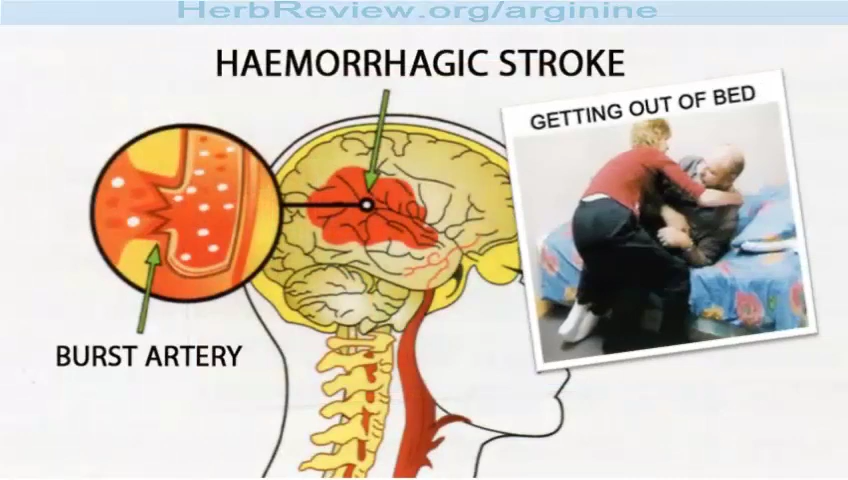 HerbReview.org/arginine
HAEMORRHAGIC STROKE
GETTING OUT OF BED
BURST ARTERY